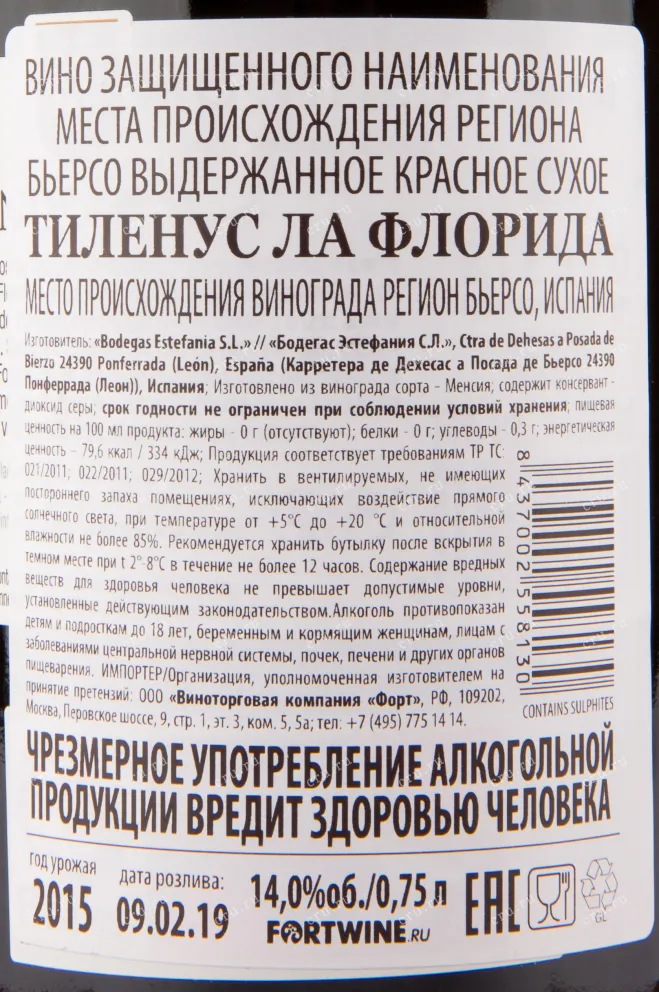 ВИНО ЗАЩИЩЕННОГО НАИМЕНОВАНИЯ
МЕСТА ПРОИСХОЖДЕНИЯ РЕГИОНА
БЬЕРСО ВЫДЕРЖАННОЕ КРАСНОЕ СУХОЕ
ТИЛЕНУС ЛА ФЛОРИДА
МЕСТО ПРОИСХОЖДЕНИЯ ВИНОГРАДА РЕГИОН БЬЕРСО, ИСПАНИЯ
Изготовитель: «Bodegas Estefania S.L.» // «Бодегас Эстефания С.Л.», Ctra de Dehesas a Posada de
Bierzo 24390 Ponferrada (León), España (Карретера де Дехесас а Посада де Бьерсо 24390
Понферрада (Леон)), Испания; Изготовлено из винограда сорта - Менсия; содержит консервант -
диоксид серы; срок годности не ограничен при соблюдении условий хранения; пищевая
ценность на 100 мл продукта: жиры - 0 г (отсутствуют); белки - 0 г; углеводы - 0,3 г; энергетическая
ценность – 79,6 ккал / 334 кДж; Продукция соответствует требованиям ТР ТС:
021/2011; 022/2011; 029/2012; Хранить в вентилируемых, не имеющих
постороннего запаха помещениях, исключающих воздействие прямого
солнечного света, при температуре от +5°С до +20 °С и относительной
влажности не более 85%. Рекомендуется хранить бутылку после вскрытия в
темном месте при t 2°-8°С в течение не более 12 часов. Содержание вредных
веществ для здоровья человека не превышает допустимые уровни,
установленные действующим законодательством.Алкоголь противопоказан
детям и подросткам до 18 лет, беременным и кормящим женщинам, лицам с
заболеваниями центральной нервной системы, почек, печени и других органов
пищеварения. ИМПОРТЕР/Организация, уполномоченная изготовителем на
принятие претензий: ООО «Виноторговая компания «Форт», РФ, 109202,
Москва, Перовское шоссе, 9, стр. 1, эт. 3, ком. 5, 5а; тел: +7 (495) 775 14 14.
8 437002 558130
CONTAINS SULPHITES
ЧРЕЗМЕРНОЕ УПОТРЕБЛЕНИЕ АЛКОГОЛЬНОЙ
ПРОДУКЦИИ ВРЕДИТ ЗДОРОВЬЮ ЧЕЛОВЕКА
год урожая
2015
дата розлива:
09.02.19
14,0%об./0,75 л
FORTWINE.RU
EAC
GL